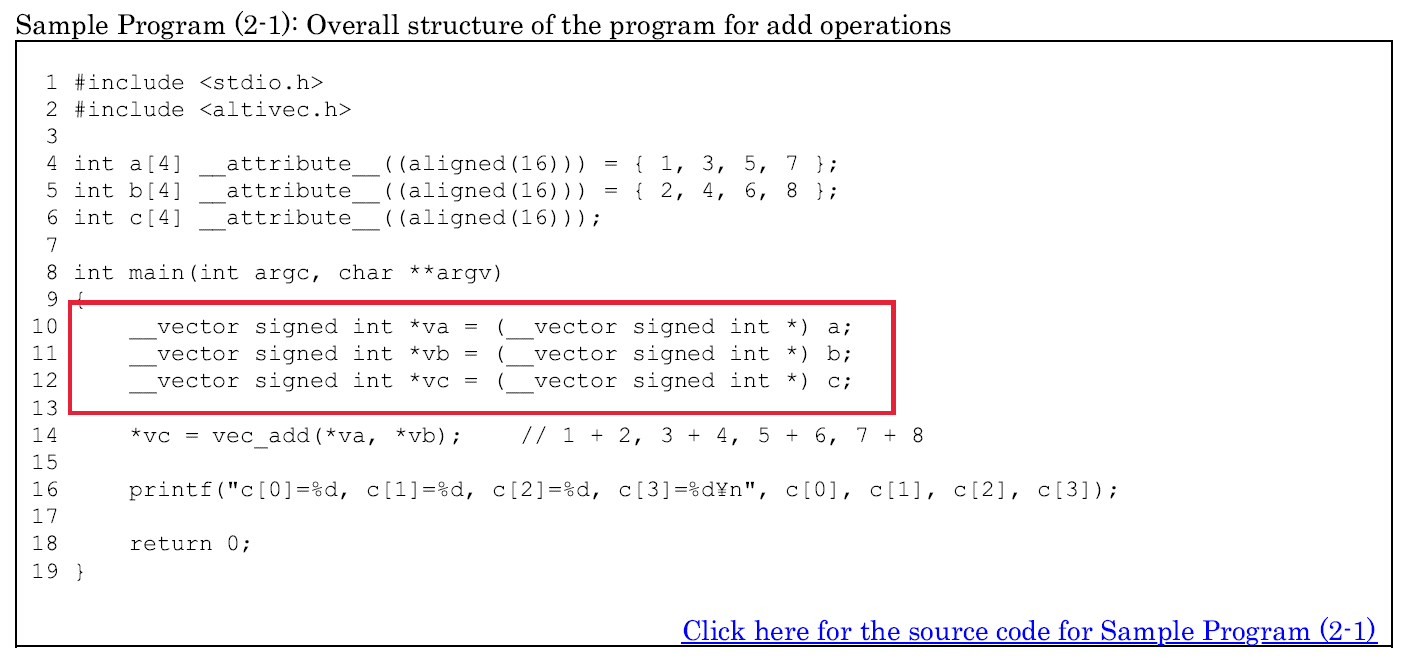 Sample Program (2-1): Overall structure of the program for add operations
1 #include <stdio.h>
2 #include <altivec.h>
3
4 int a[4] __attribute__((aligned(16))) = { 1, 3, 5, 7 };
5 int b[4] __attribute__((aligned(16))) = { 2, 4, 6, 8 };
6 int c[4] __attribute__((aligned(16)));
7
8 int main(int argc, char **argv)
9 {
10     __vector signed int *va = (__vector signed int *) a;
11     __vector signed int *vb = (__vector signed int *) b;
12     __vector signed int *vc = (__vector signed int *) c;
13
14     *vc = vec_add(*va, *vb);    // 1 + 2, 3 + 4, 5 + 6, 7 + 8
15
16     printf("c[0]=%d, c[1]=%d, c[2]=%d, c[3]=%d¥n", c[0], c[1], c[2], c[3]);
17
18     return 0;
19 }
Click here for the source code for Sample Program (2-1)